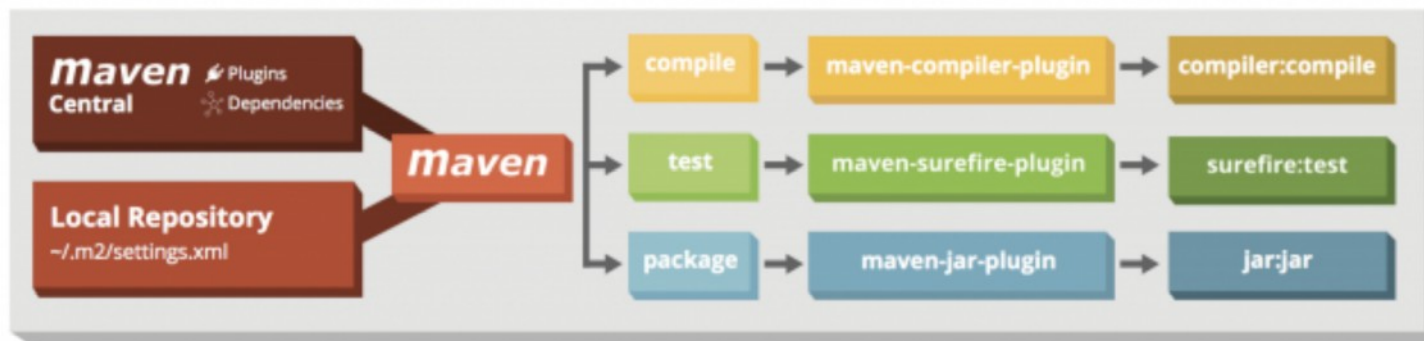 maven
Central
Plugins
Dependencies
Local Repository
~/.m2/settings.xml
maven
compile
maven-compiler-plugin
compiler:compile
test
maven-surefire-plugin
surefire:test
package
maven-jar-plugin
jar:jar